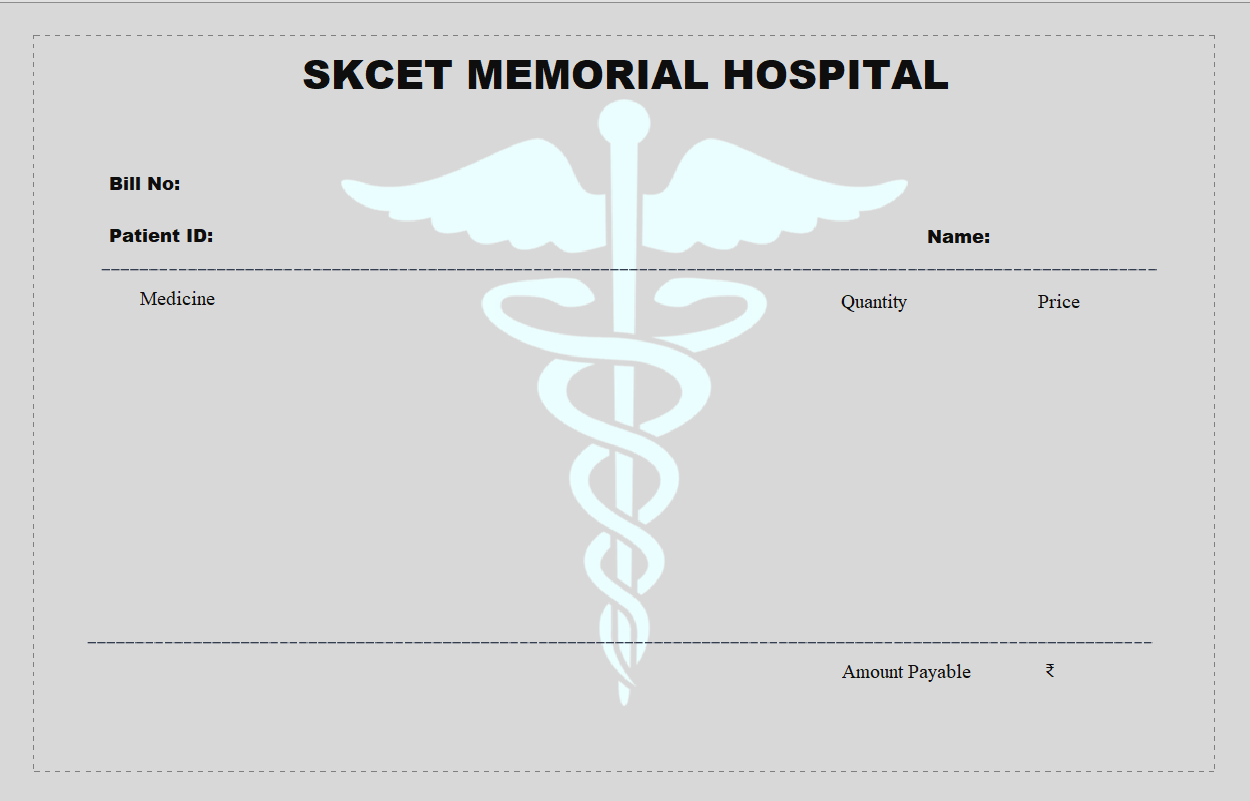 SKCET MEMORIAL HOSPITAL
Bill No:
Patient ID: Name:
Medicine Quantity Price
Amount Payable ₹